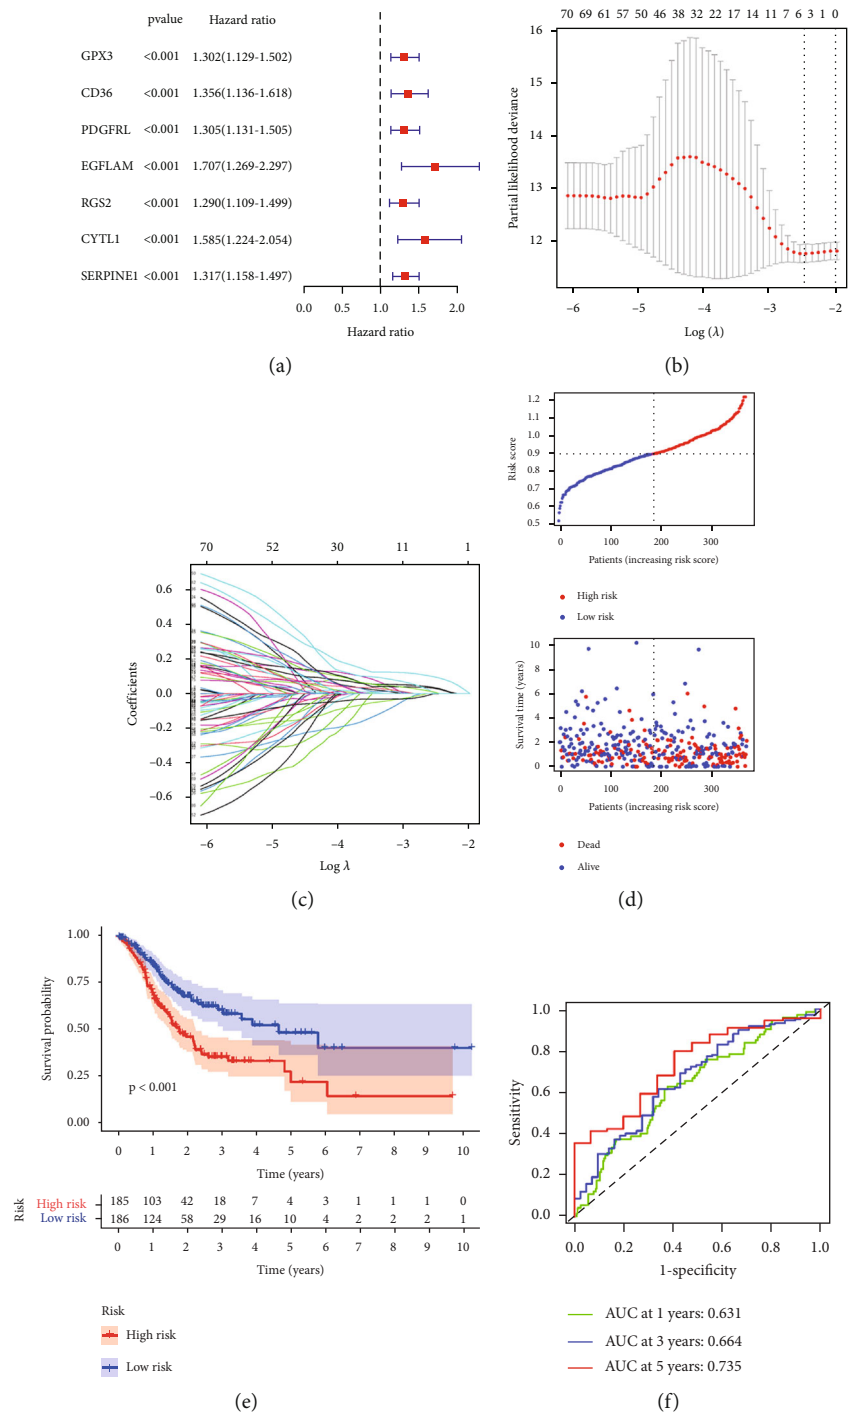 pvalue Hazard ratio
GPX3 <0.001 1.302(1.129-1.502)
CD36 <0.001 1.356(1.136-1.618)
PDGFRL <0.001 1.305(1.131-1.505)
EGFLAM <0.001 1.707(1.269-2.297)
RGS2 <0.001 1.290(1.109-1.499)
CYTL1 <0.001 1.585(1.224-2.054)
SERPINE1 <0.001 1.317(1.158-1.497)
0.0 0.5 1.0 1.5 2.0
Hazard ratio
(a)
70 69 61 57 50 46 38 32 22 17 14 11 7 6 3 1 0
16
15
14
13
12
Partial likelihood deviance
–6 –5 –4 –3 –2
Log (λ)
(b)
70 52 30 11 1
0.6
0.4
0.2
0.0
–0.2
–0.4
–0.6
Coefficients
–6 –5 –4 –3 –2
Log λ
(c)
1.2
1.1
1.0
0.9
0.8
0.7
0.6
0.5
Risk score
0 100 200 300
Patients (increasing risk score)
High risk
Low risk
10
8
6
4
2
0
Survival time (years)
0 100 200 300
Patients (increasing risk score)
Dead
Alive
(d)
1.00
0.75
0.50
0.25
0.00
Survival probability
p < 0.001
0 1 2 3 4 5 6 7 8 9 10
Time (years)
Risk
High risk 185 103 42 18 7 4 3 1 1 1 0
Low risk 186 124 58 29 16 10 4 2 2 2 1
0 1 2 3 4 5 6 7 8 9 10
Time (years)
Risk
High risk
Low risk
(e)
1.0
0.8
0.6
0.4
0.2
0.0
Sensitivity
0.0 0.2 0.4 0.6 0.8 1.0
1-specificity
AUC at 1 years: 0.631
AUC at 3 years: 0.664
AUC at 5 years: 0.735
(f)